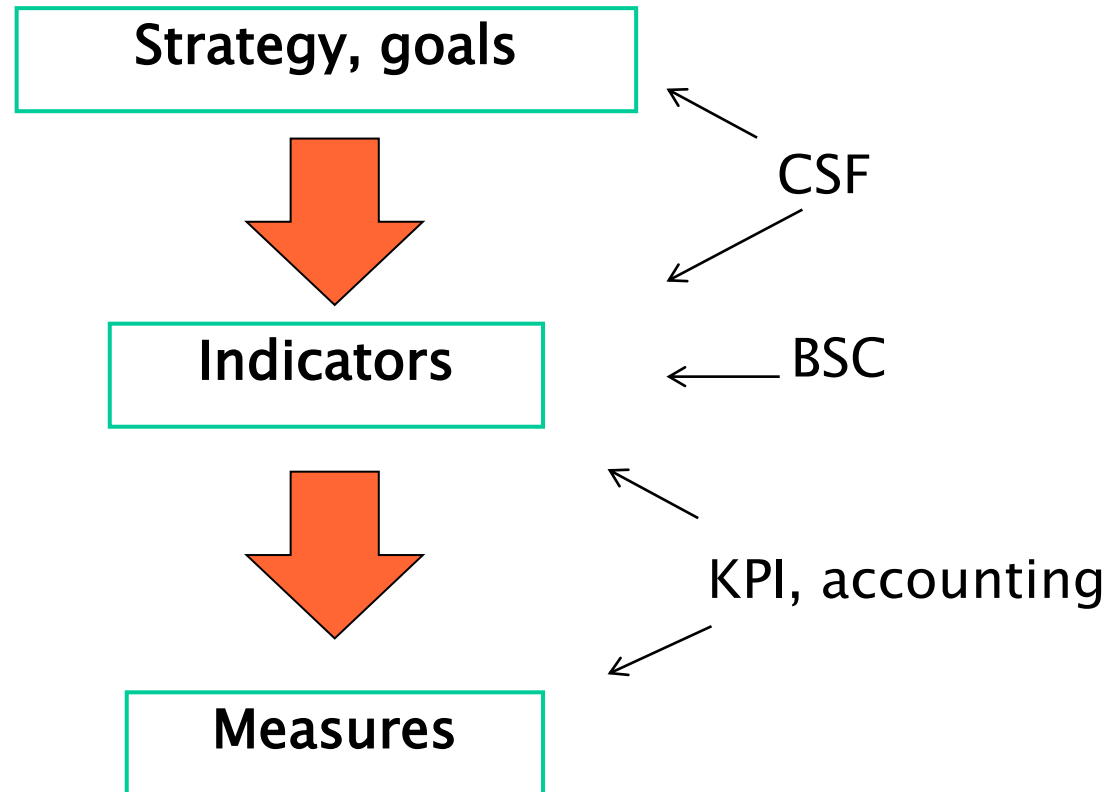 Strategy, goals
CSF
Indicators
BSC
KPI, accounting
Measures